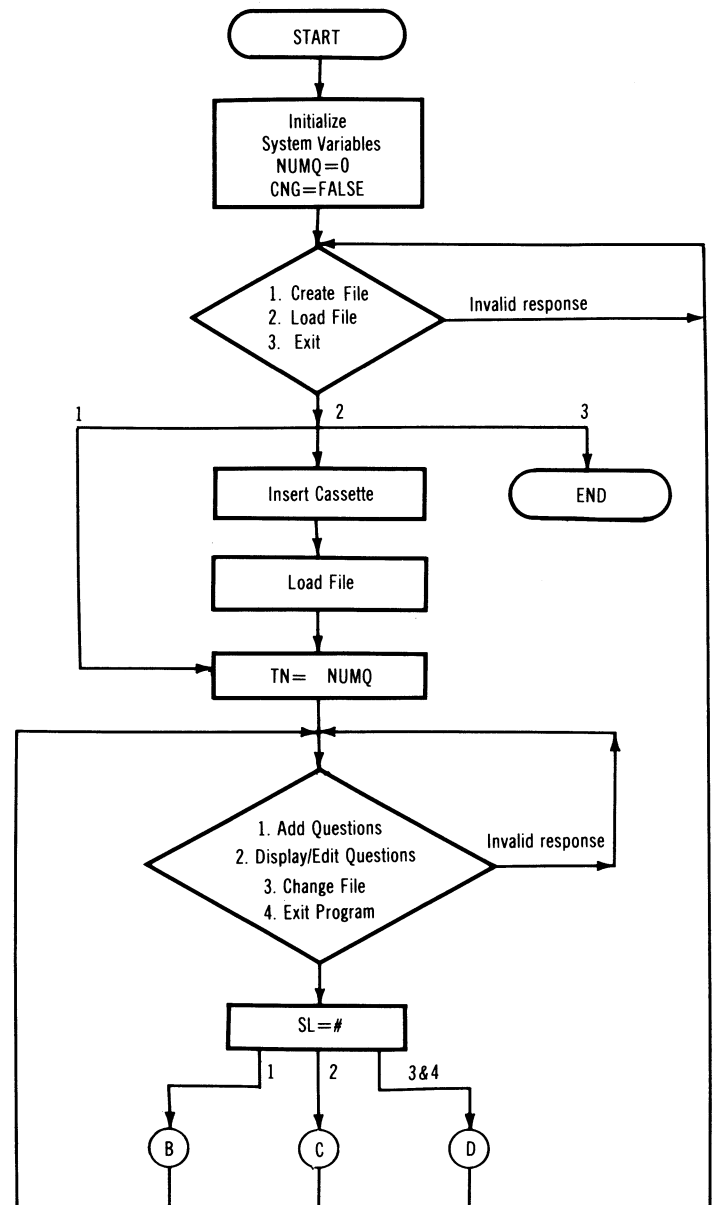 START
Initialize
System Variables
NUMQ=0
CNG=FALSE
1. Create File
2. Load File
3. Exit
Invalid response
1
2
3
Insert Cassette
END
Load File
TN= NUMQ
1. Add Questions
2. Display/Edit Questions
3. Change File
4. Exit Program
Invalid response
SL=#
1
2
3&4
B
C
D